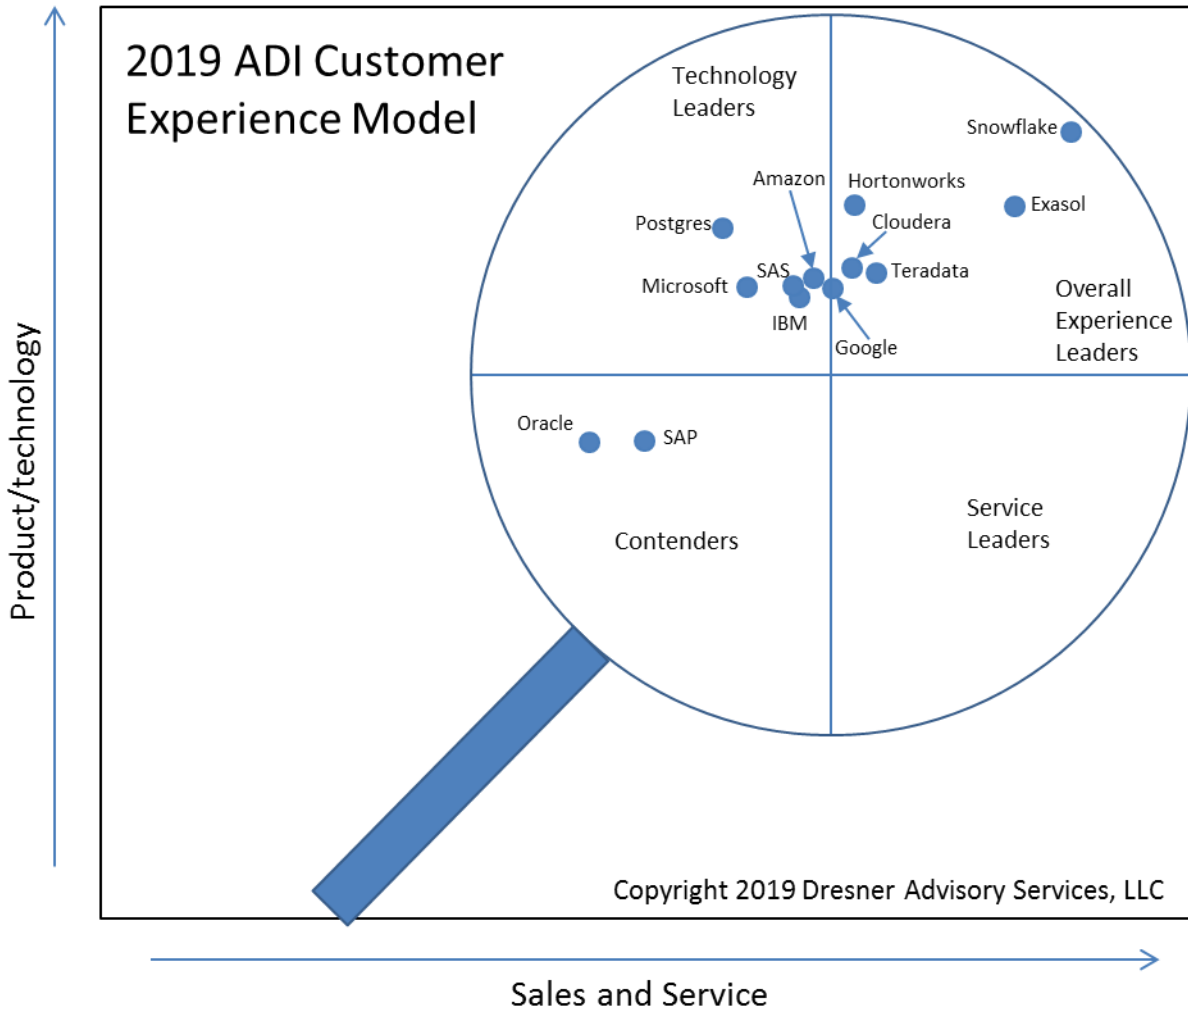 2019 ADI Customer
Experience Model
Technology
Leaders
Snowflake
Amazon
Hortonworks
Exasol
Postgres
Cloudera
SAS
Teradata
Microsoft
IBM
Google
Overall
Experience
Leaders
Oracle
SAP
Contenders
Service
Leaders
Product/technology
Copyright 2019 Dresner Advisory Services, LLC
Sales and Service